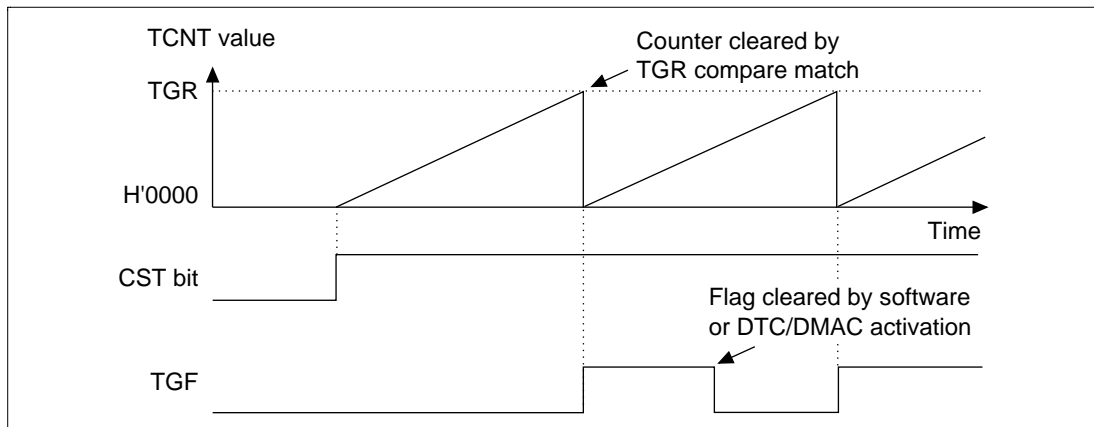 TCNT value
Counter cleared by
TGR compare match
TGR
H'0000
Time
CST bit
Flag cleared by software
or DTC/DMAC activation
TGF